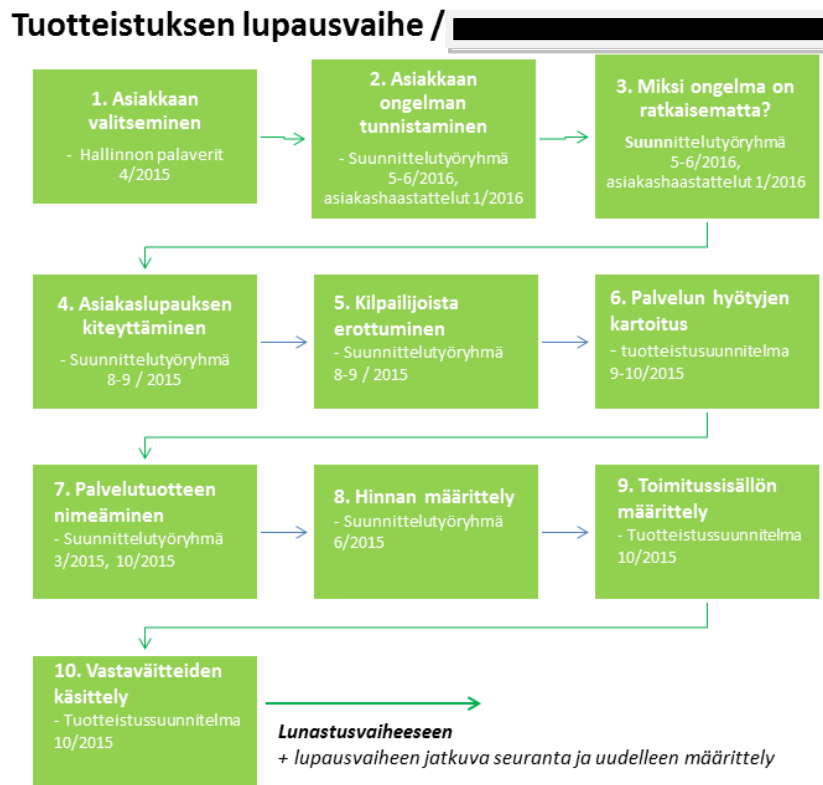 Tuotteistuksen lupausvaihe /
1. Asiakkaan
valitseminen
- Hallinnon palaverit
4/2015
2. Asiakkaan
ongelman
tunnistaminen
- Suunnittelutyöryhmä
5-6/2016,
asiakashaastattelut 1/2016
3. Miksi ongelma on
ratkaisematta?
Suunnittelutyöryhmä
5-6/2016,
asiakashaastattelut 1/2016
4. Asiakaslupauksen
kiteyttäminen
- Suunnittelutyöryhmä
8-9 / 2015
5. Kilpailijoista
erottuminen
- Suunnittelutyöryhmä
8-9 / 2015
6. Palvelun hyötyjen
kartoitus
- tuotteistusuunnitelma
9-10/2015
7. Palvelutuotteen
nimeäminen
- Suunnittelutyöryhmä
3/2015, 10/2015
8. Hinnan määrittely
- Suunnittelutyöryhmä
6/2015
9. Toimitussisällön
määrittely
- Tuotteistussuunnitelma
10/2015
10. Vastaväitteiden
käsittely
- Tuotteistussuunnitelma
10/2015
Lunastusvaiheeseen
+ lupausvaiheen jatkuva seuranta ja uudelleen määrittely